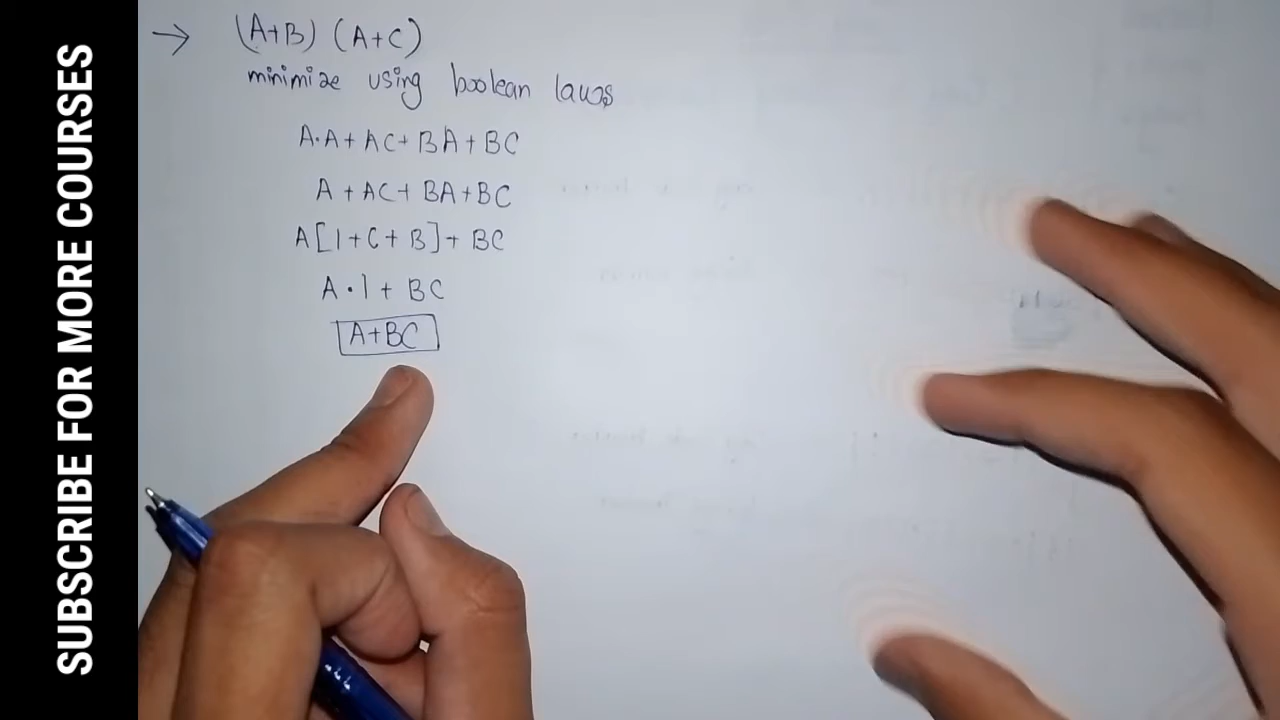 SUBSCRIBE FOR MORE COURSES
→ (A+B) (A+C)
minimize using boolean laws
A·A + AC + BA + BC
A + AC + BA + BC
A[1 + C + B] + BC
A·1 + BC
A+BC